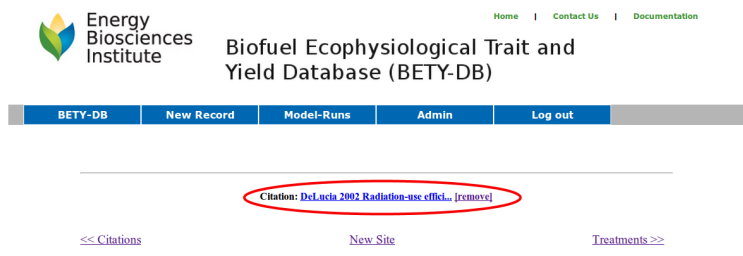 Energy
Biosciences
Institute
Home | Contact Us | Documentation
Biofuel Ecophysiological Trait and
Yield Database (BETY-DB)
BETY-DB New Record Model-Runs Admin Log out
Citation: DeLucia 2002 Radiation-use effici... [remove]
<< Citations New Site Treatments >>